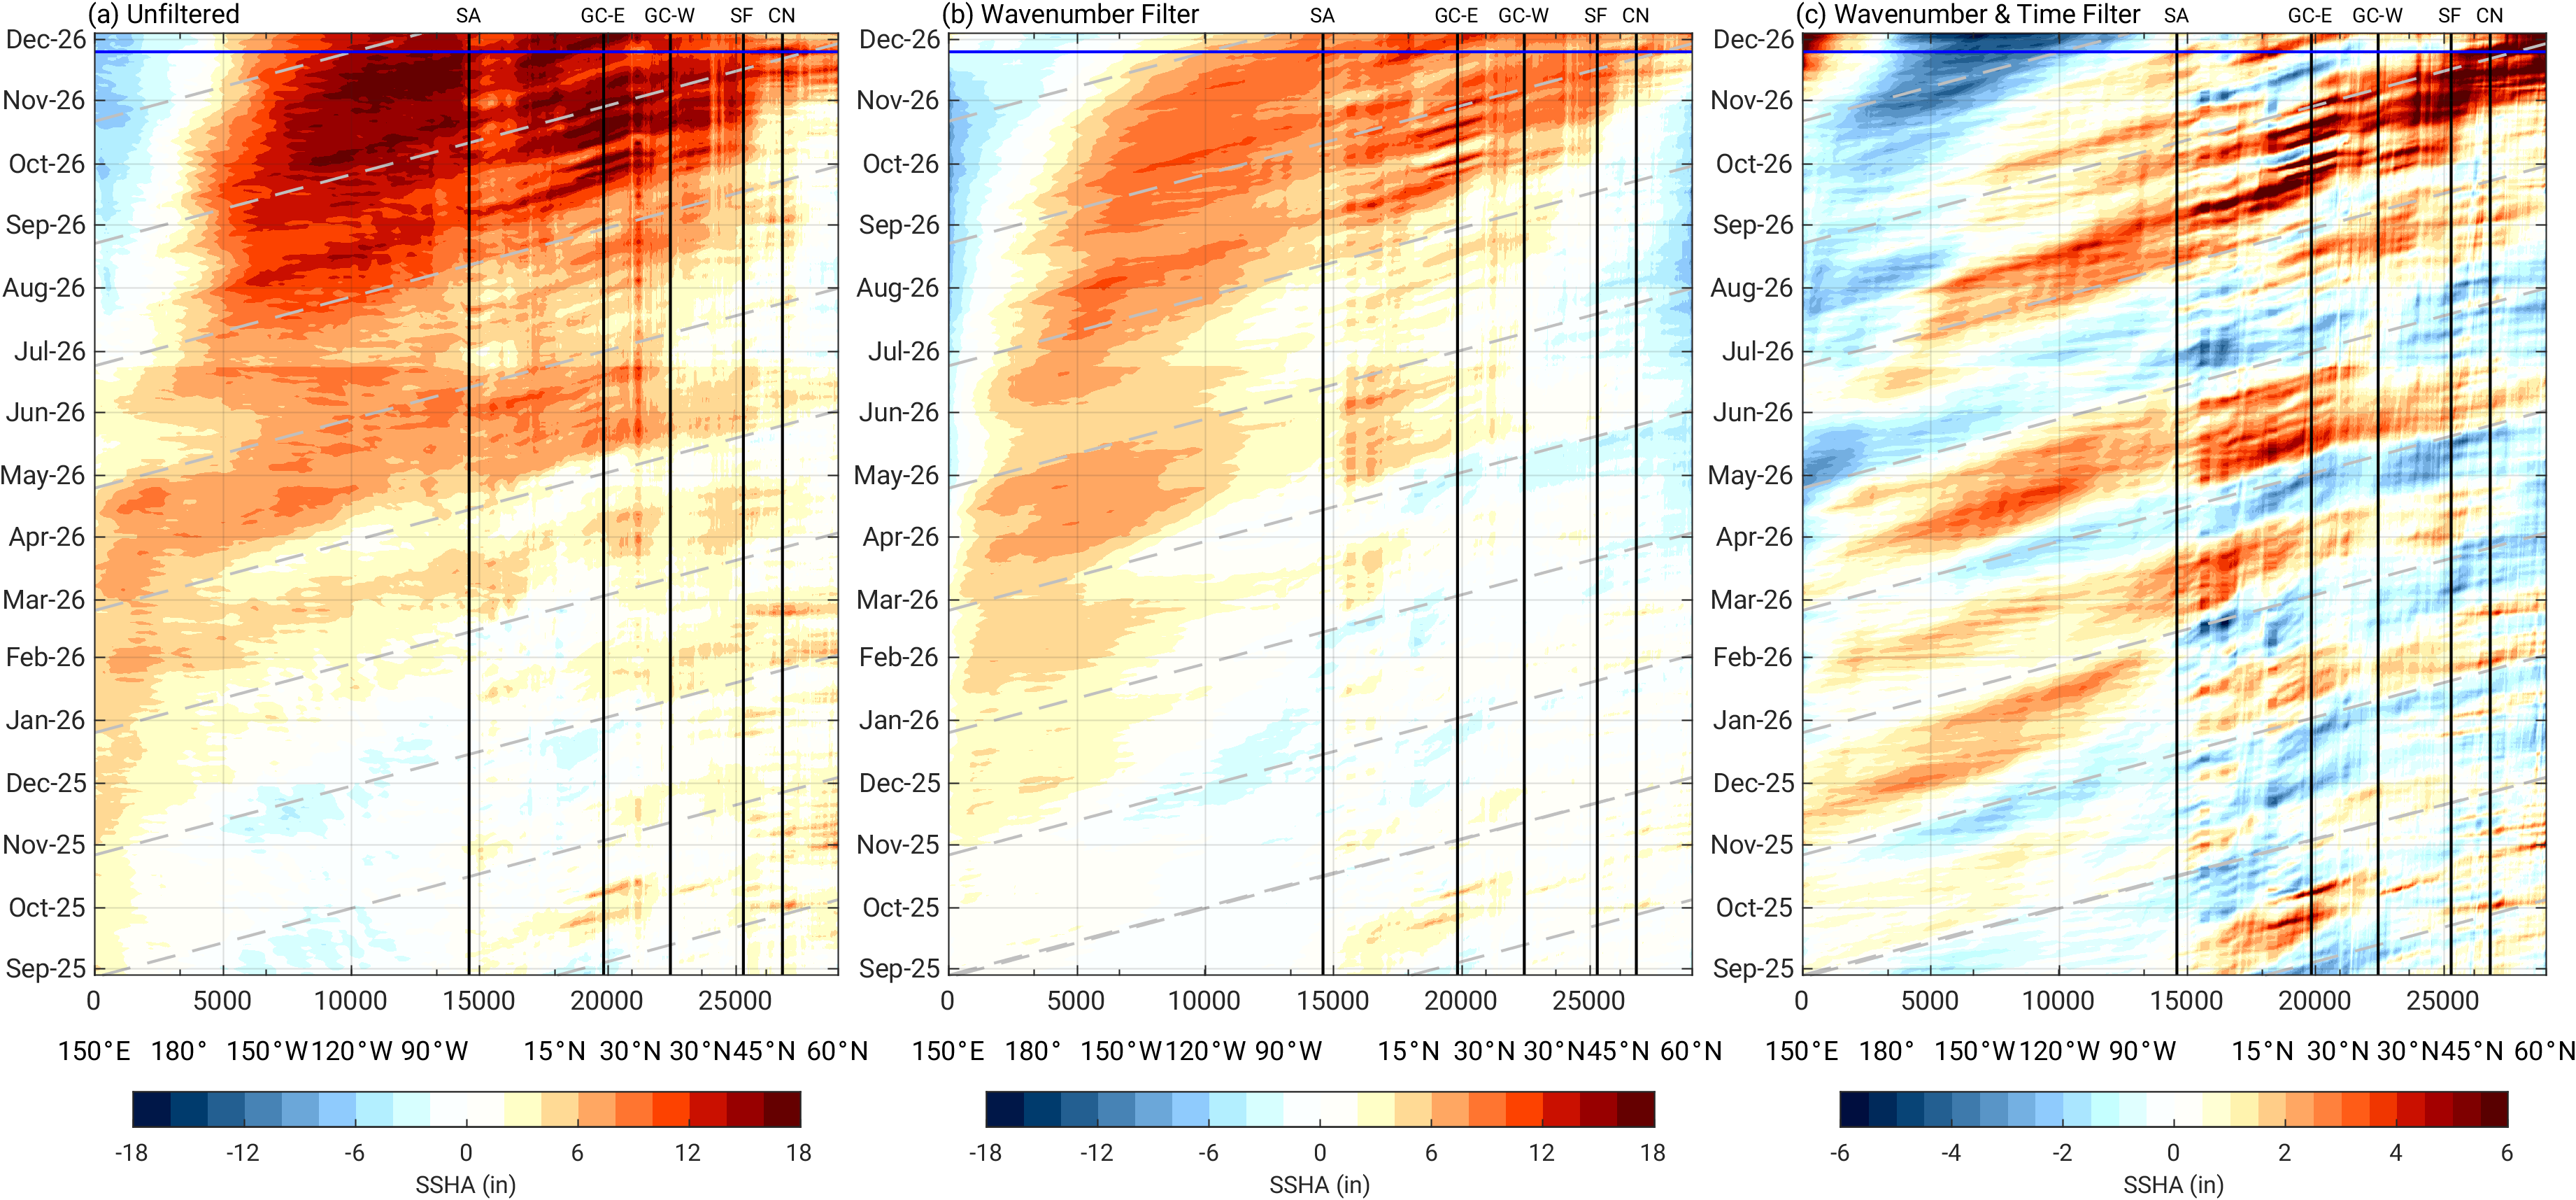 (a) Unfiltered SA GC-E GC-W SF CN
Dec-26
Nov-26
Oct-26
Sep-26
Aug-26
Jul-26
Jun-26
May-26
Apr-26
Mar-26
Feb-26
Jan-26
Dec-25
Nov-25
Oct-25
Sep-25
0 5000 10000 15000 20000 25000
150°E 180° 150°W 120°W 90°W 15°N 30°N 30°N 45°N 60°N
-18 -12 -6 0 6 12 18
SSHA (in)
(b) Wavenumber Filter SA GC-E GC-W SF CN
Dec-26
Nov-26
Oct-26
Sep-26
Aug-26
Jul-26
Jun-26
May-26
Apr-26
Mar-26
Feb-26
Jan-26
Dec-25
Nov-25
Oct-25
Sep-25
0 5000 10000 15000 20000 25000
150°E 180° 150°W 120°W 90°W 15°N 30°N 30°N 45°N 60°N
-18 -12 -6 0 6 12 18
SSHA (in)
(c) Wavenumber & Time Filter SA GC-E GC-W SF CN
Dec-26
Nov-26
Oct-26
Sep-26
Aug-26
Jul-26
Jun-26
May-26
Apr-26
Mar-26
Feb-26
Jan-26
Dec-25
Nov-25
Oct-25
Sep-25
0 5000 10000 15000 20000 25000
150°E 180° 150°W 120°W 90°W 15°N 30°N 30°N 45°N 60°N
-6 -4 -2 0 2 4 6
SSHA (in)